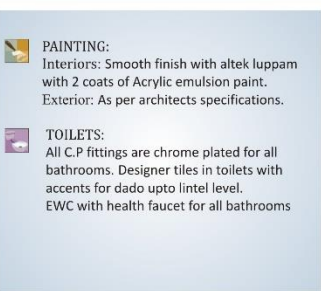 PAINTING:
Interiors: Smooth finish with altek luppam
with 2 coats of Acrylic emulsion paint.
Exterior: As per architects specifications.
TOILETS:
All C.P fittings are chrome plated for all
bathrooms. Designer tiles in toilets with
accents for dado upto lintel level.
EWC with health faucet for all bathrooms